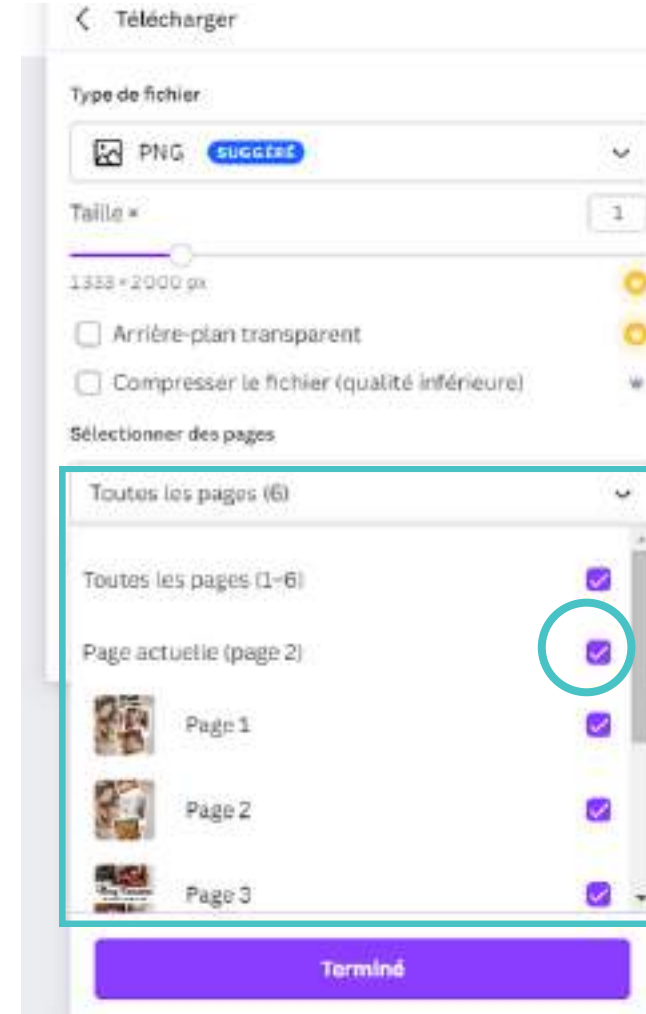 Télécharger
Type de fichier
PNG SUGGÉRÉ
Taille × 1
1333 × 2000 px
Arrière-plan transparent
Compresser le fichier (qualité inférieure)
Sélectionner des pages
Toutes les pages (6)
Toutes les pages (1-6)
Page actuelle (page 2)
Page 1
Page 2
Page 3
Terminé